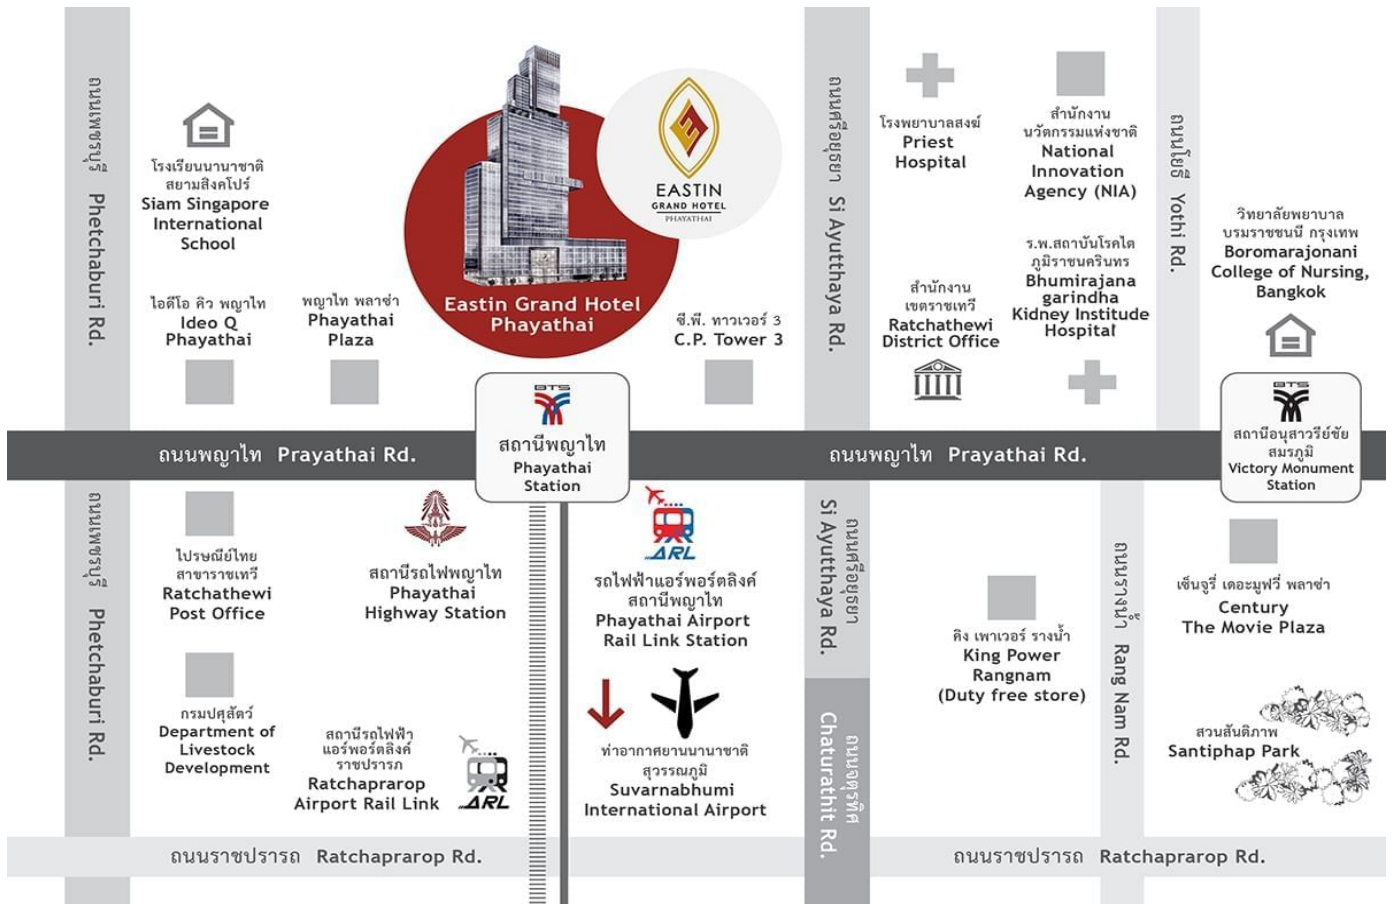 ถนนเพชรบุรี Phetchaburi Rd.
โรงเรียนนานาชาติ
สยามสิงคโปร์
Siam Singapore
International
School
ไอดีโอ คิว พญาไท
Ideo Q
Phayathai
พญาไท พลาซ่า
Phayathai
Plaza
Eastin Grand Hotel
Phayathai
EASTIN
GRAND HOTEL
PHAYATHAI
ซี.พี. ทาวเวอร์ 3
C.P. Tower 3
ถนนศรีอยุธยา Si Ayutthaya Rd.
โรงพยาบาลสงฆ์
Priest
Hospital
สำนักงาน
นวัตกรรมแห่งชาติ
National
Innovation
Agency (NIA)
สำนักงาน
เขตราชเทวี
Ratchathewi
District Office
ร.พ.สถาบันโรคไต
ภูมิราชนครินทร
Bhumirajana
garindha
Kidney Institude
Hospital
ถนนโยธี Yothi Rd.
วิทยาลัยพยาบาล
บรมราชชนนี กรุงเทพ
Boromarajonani
College of Nursing,
Bangkok
ถนนพญาไท Prayathai Rd.
BTS
สถานีพญาไท
Phayathai
Station
ถนนพญาไท Prayathai Rd.
BTS
สถานีอนุสาวรีย์ชัย
สมรภูมิ
Victory Monument
Station
ถนนเพชรบุรี Phetchaburi Rd.
ไปรษณีย์ไทย
สาขาราชเทวี
Ratchathewi
Post Office
สถานีรถไฟพญาไท
Phayathai
Highway Station
ARL
รถไฟฟ้าแอร์พอร์ตลิงค์
สถานีพญาไท
Phayathai Airport
Rail Link Station
ถนนศรีอยุธยา
Si Ayutthaya Rd.
คิง เพาเวอร์ รางน้ำ
King Power
Rangnam
(Duty free store)
ถนนรางน้ำ Rang Nam Rd.
เซ็นจูรี่ เดอะมูฟวี่ พลาซ่า
Century
The Movie Plaza
กรมปศุสัตว์
Department of
Livestock
Development
สถานีรถไฟฟ้า
แอร์พอร์ตลิงค์
ราชปรารภ
Ratchaprarop
Airport Rail Link
ARL
ท่าอากาศยานนานาชาติ
สุวรรณภูมิ
Suvarnabhumi
International Airport
ถนนจตุรทิศ
Chaturathit Rd.
สวนสันติภาพ
Santiphap Park
ถนนราชปรารถ Ratchaprarop Rd.
ถนนราชปรารถ Ratchaprarop Rd.